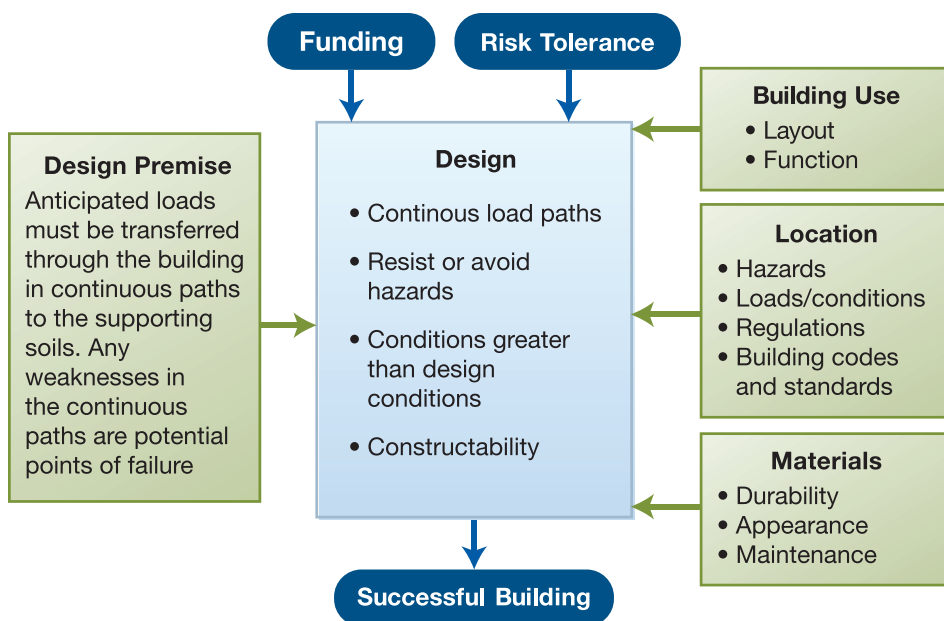 Funding
Risk Tolerance
Design Premise
Anticipated loads
must be transferred
through the building
in continuous paths
to the supporting
soils. Any
weaknesses in
the continuous
paths are potential
points of failure
Design
• Continous load paths
• Resist or avoid
hazards
• Conditions greater
than design
conditions
• Constructability
Building Use
• Layout
• Function
Location
• Hazards
• Loads/conditions
• Regulations
• Building codes
and standards
Materials
• Durability
• Appearance
• Maintenance
Successful Building